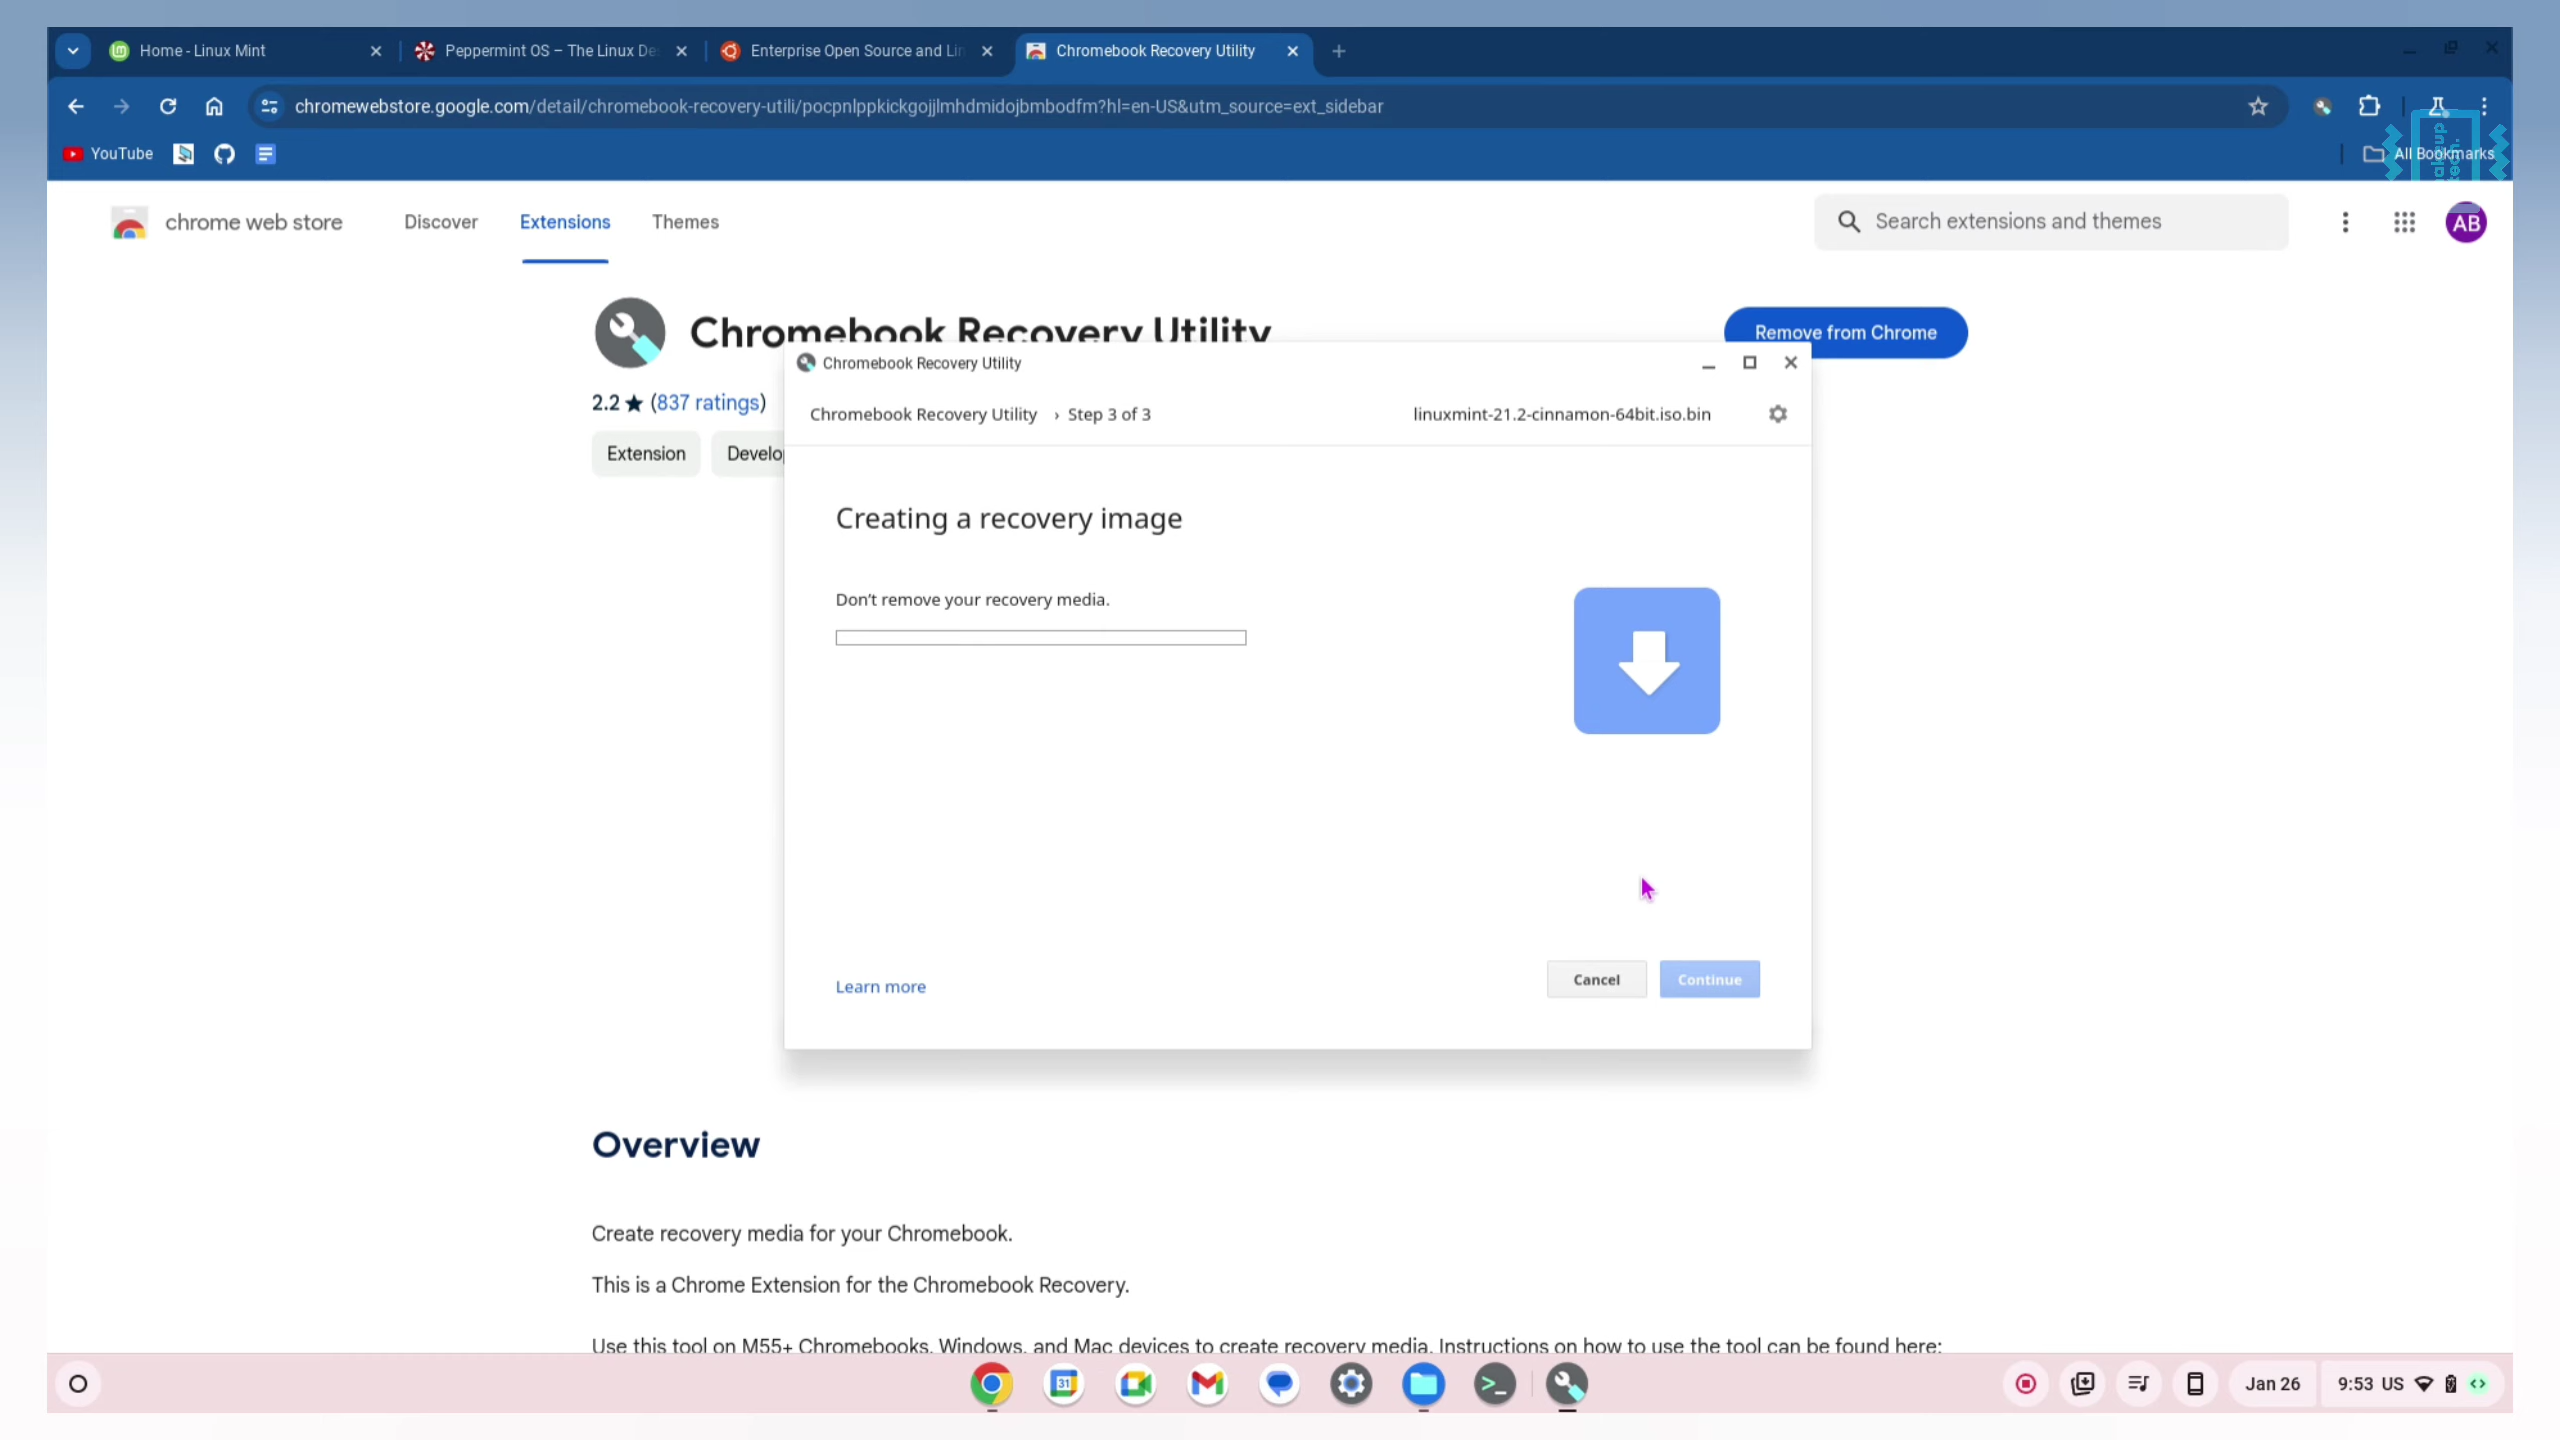 Home - Linux Mint
Peppermint OS – The Linux De
Enterprise Open Source and Lin
Chromebook Recovery Utility
chromewebstore.google.com/detail/chromebook-recovery-utili/pocpnlppkickgojjlmhdmidojbmbodfm?hl=en-US&utm_source=ext_sidebar
YouTube
All Bookmarks
makeup
tech.
chrome web store
Discover
Extensions
Themes
Search extensions and themes
AB
Chromebook Recovery Utility
Remove from Chrome
2.2 ★ (837 ratings)
Extension
Develop
Chromebook Recovery Utility
Chromebook Recovery Utility › Step 3 of 3
linuxmint-21.2-cinnamon-64bit.iso.bin
Creating a recovery image
Don't remove your recovery media.
Learn more
Cancel
Continue
Overview
Create recovery media for your Chromebook.
This is a Chrome Extension for the Chromebook Recovery.
Use this tool on M55+ Chromebooks, Windows, and Mac devices to create recovery media. Instructions on how to use the tool can be found here:
31
Jan 26
9:53 US